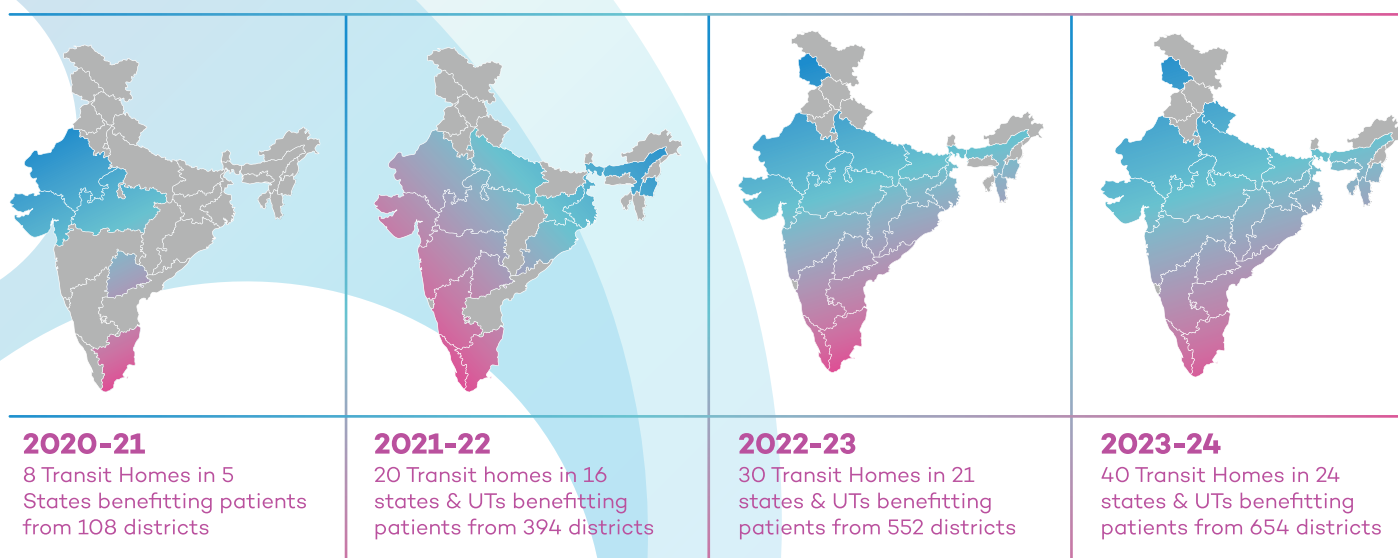 2020-21
8 Transit Homes in 5
States benefitting patients
from 108 districts
2021-22
20 Transit homes in 16
states & UTs benefitting
patients from 394 districts
2022-23
30 Transit Homes in 21
states & UTs benefitting
patients from 552 districts
2023-24
40 Transit Homes in 24
states & UTs benefitting
patients from 654 districts